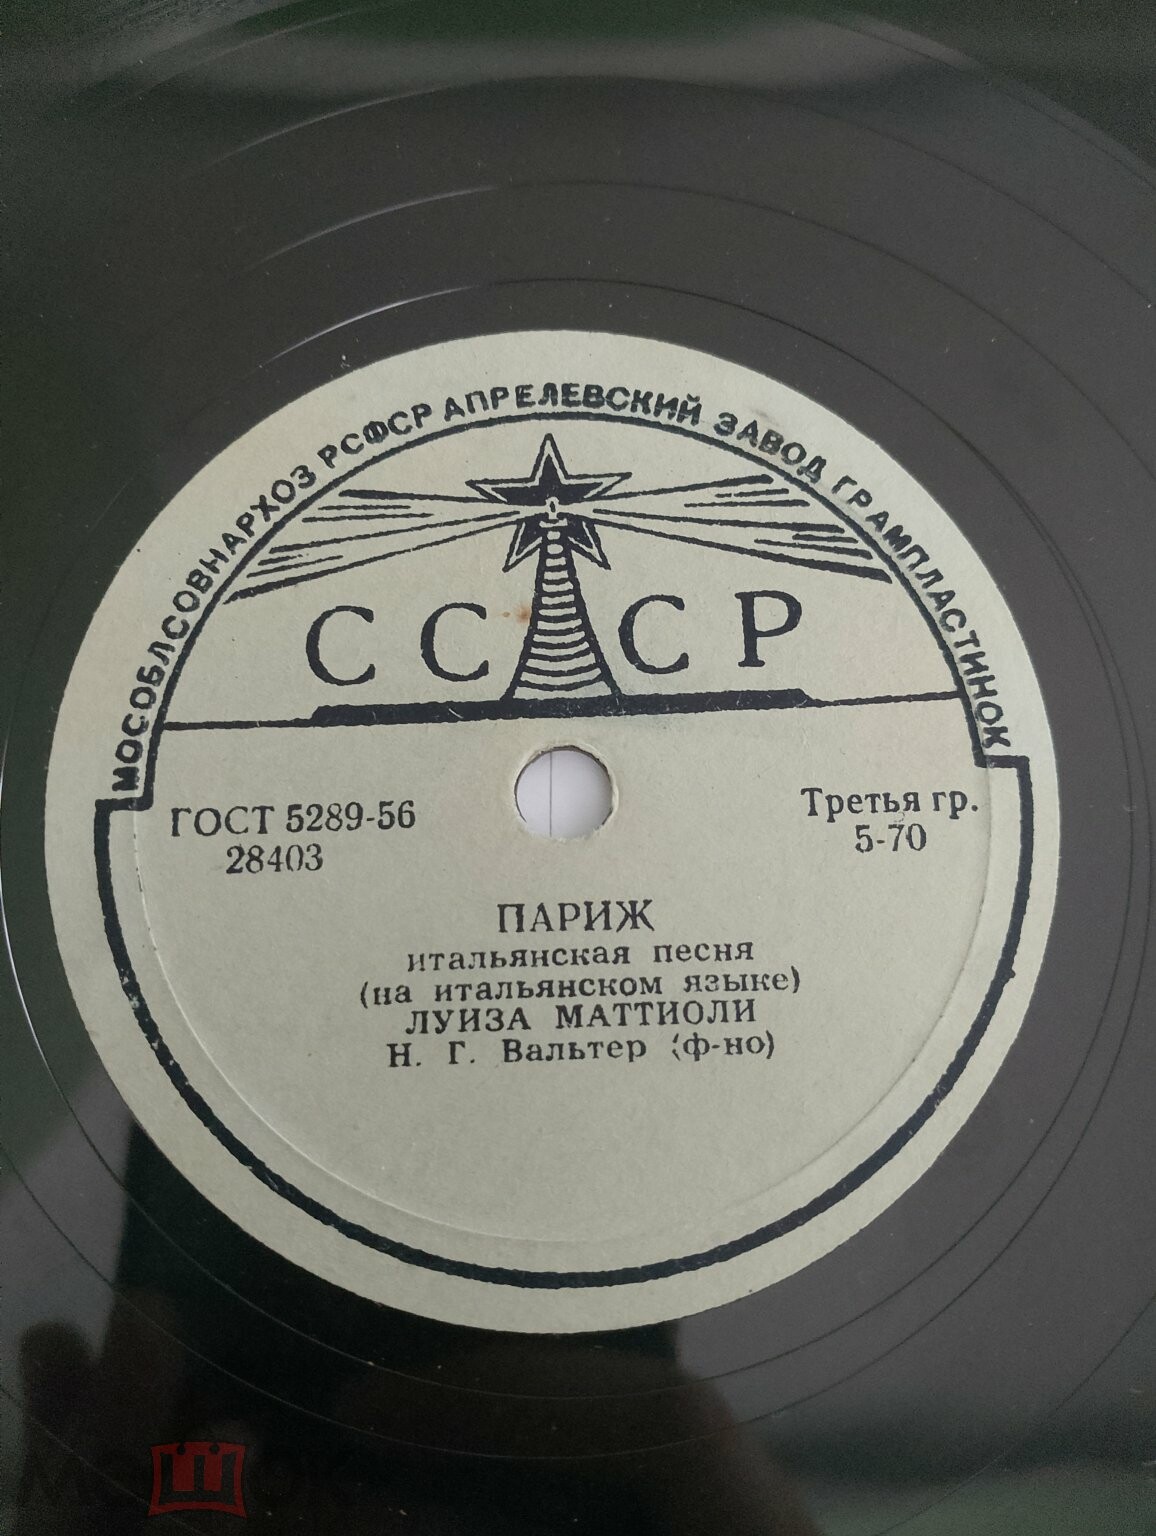 МОСОБЛСОВНАРХОЗ РСФСР АПРЕЛЕВСКИЙ ЗАВОД ГРАМПЛАСТИНОК
СССР
ГОСТ 5289-56
28403
Третья гр.
5-70
ПАРИЖ
итальянская песня
(на итальянском языке)
ЛУИЗА МАТТИОЛИ
Н. Г. Вальтер (ф-но)